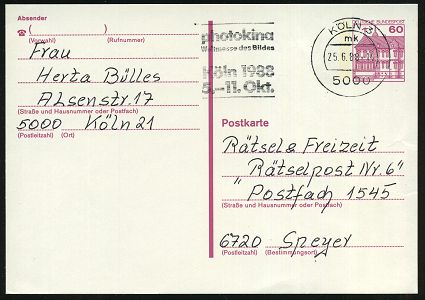 Absender
( )
(Vorwahl) (Rufnummer)
Frau
Herta Bülles
Alsenstr. 17
(Straße und Hausnummer oder Postfach)
5000 Köln 21
(Postleitzahl) (Ort)
photokina
Weltmesse des Bildes
Köln 1988
5.–11. Okt.
KÖLN 3
mk
25.6.88
5000
DEUTSCHE BUNDESPOST
60
Postkarte
Rätsel & Freizeit
„Rätselpost Nr. 6"
Postfach 1545
(Straße und Hausnummer oder Postfach)
6720 Speyer
(Postleitzahl) (Bestimmungsort)